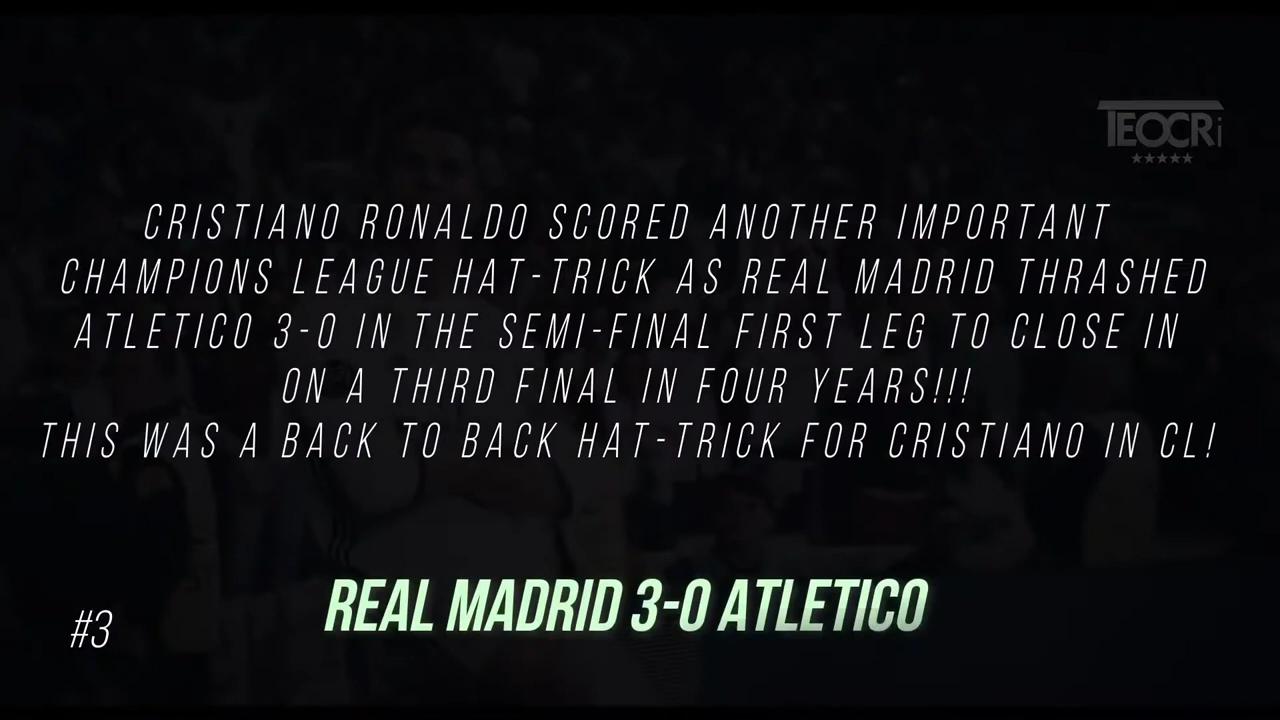 TEOCRi
CRISTIANO RONALDO SCORED ANOTHER IMPORTANT
CHAMPIONS LEAGUE HAT-TRICK AS REAL MADRID THRASHED
ATLETICO 3-0 IN THE SEMI-FINAL FIRST LEG TO CLOSE IN
ON A THIRD FINAL IN FOUR YEARS!!!
THIS WAS A BACK TO BACK HAT-TRICK FOR CRISTIANO IN CL!
REAL MADRID 3-0 ATLETICO
#3